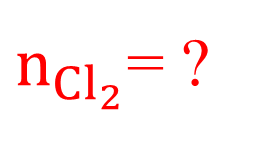 n_{Cl_2} = ?